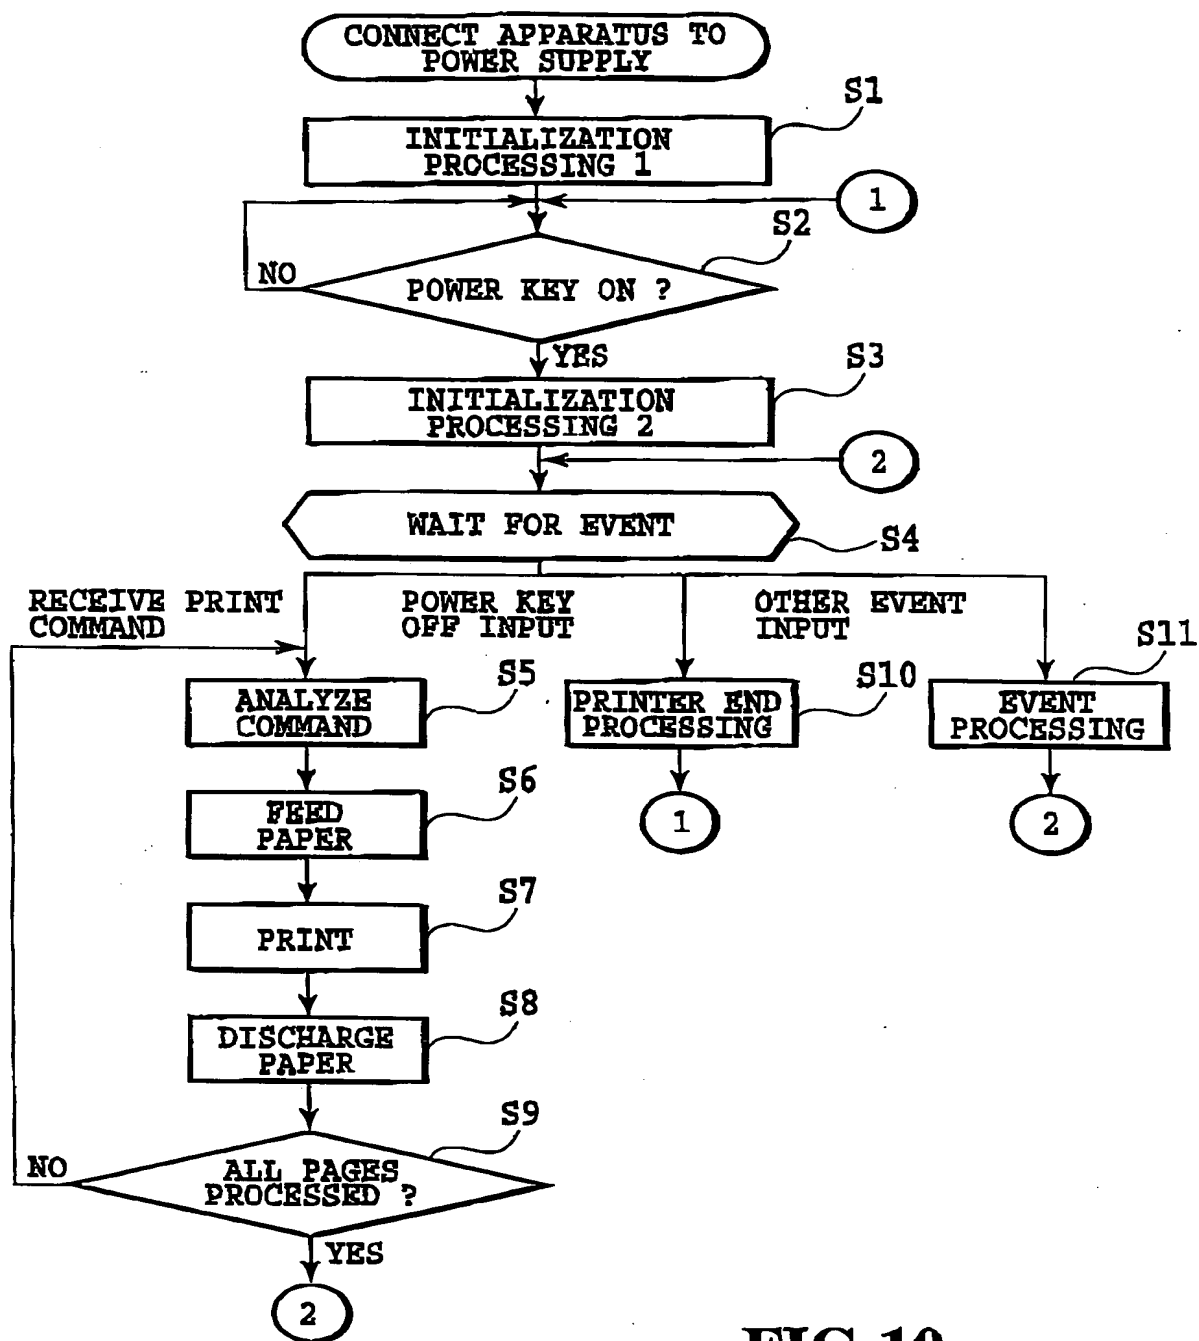 CONNECT APPARATUS TO
POWER SUPPLY
S1
INITIALIZATION
PROCESSING 1
1
S2
NO
POWER KEY ON ?
YES
S3
INITIALIZATION
PROCESSING 2
2
WAIT FOR EVENT
S4
RECEIVE PRINT
COMMAND
POWER KEY
OFF INPUT
OTHER EVENT
INPUT
S5
S10
S11
ANALYZE
COMMAND
PRINTER END
PROCESSING
EVENT
PROCESSING
S6
FEED
PAPER
1
2
S7
PRINT
S8
DISCHARGE
PAPER
S9
NO
ALL PAGES
PROCESSED ?
YES
2